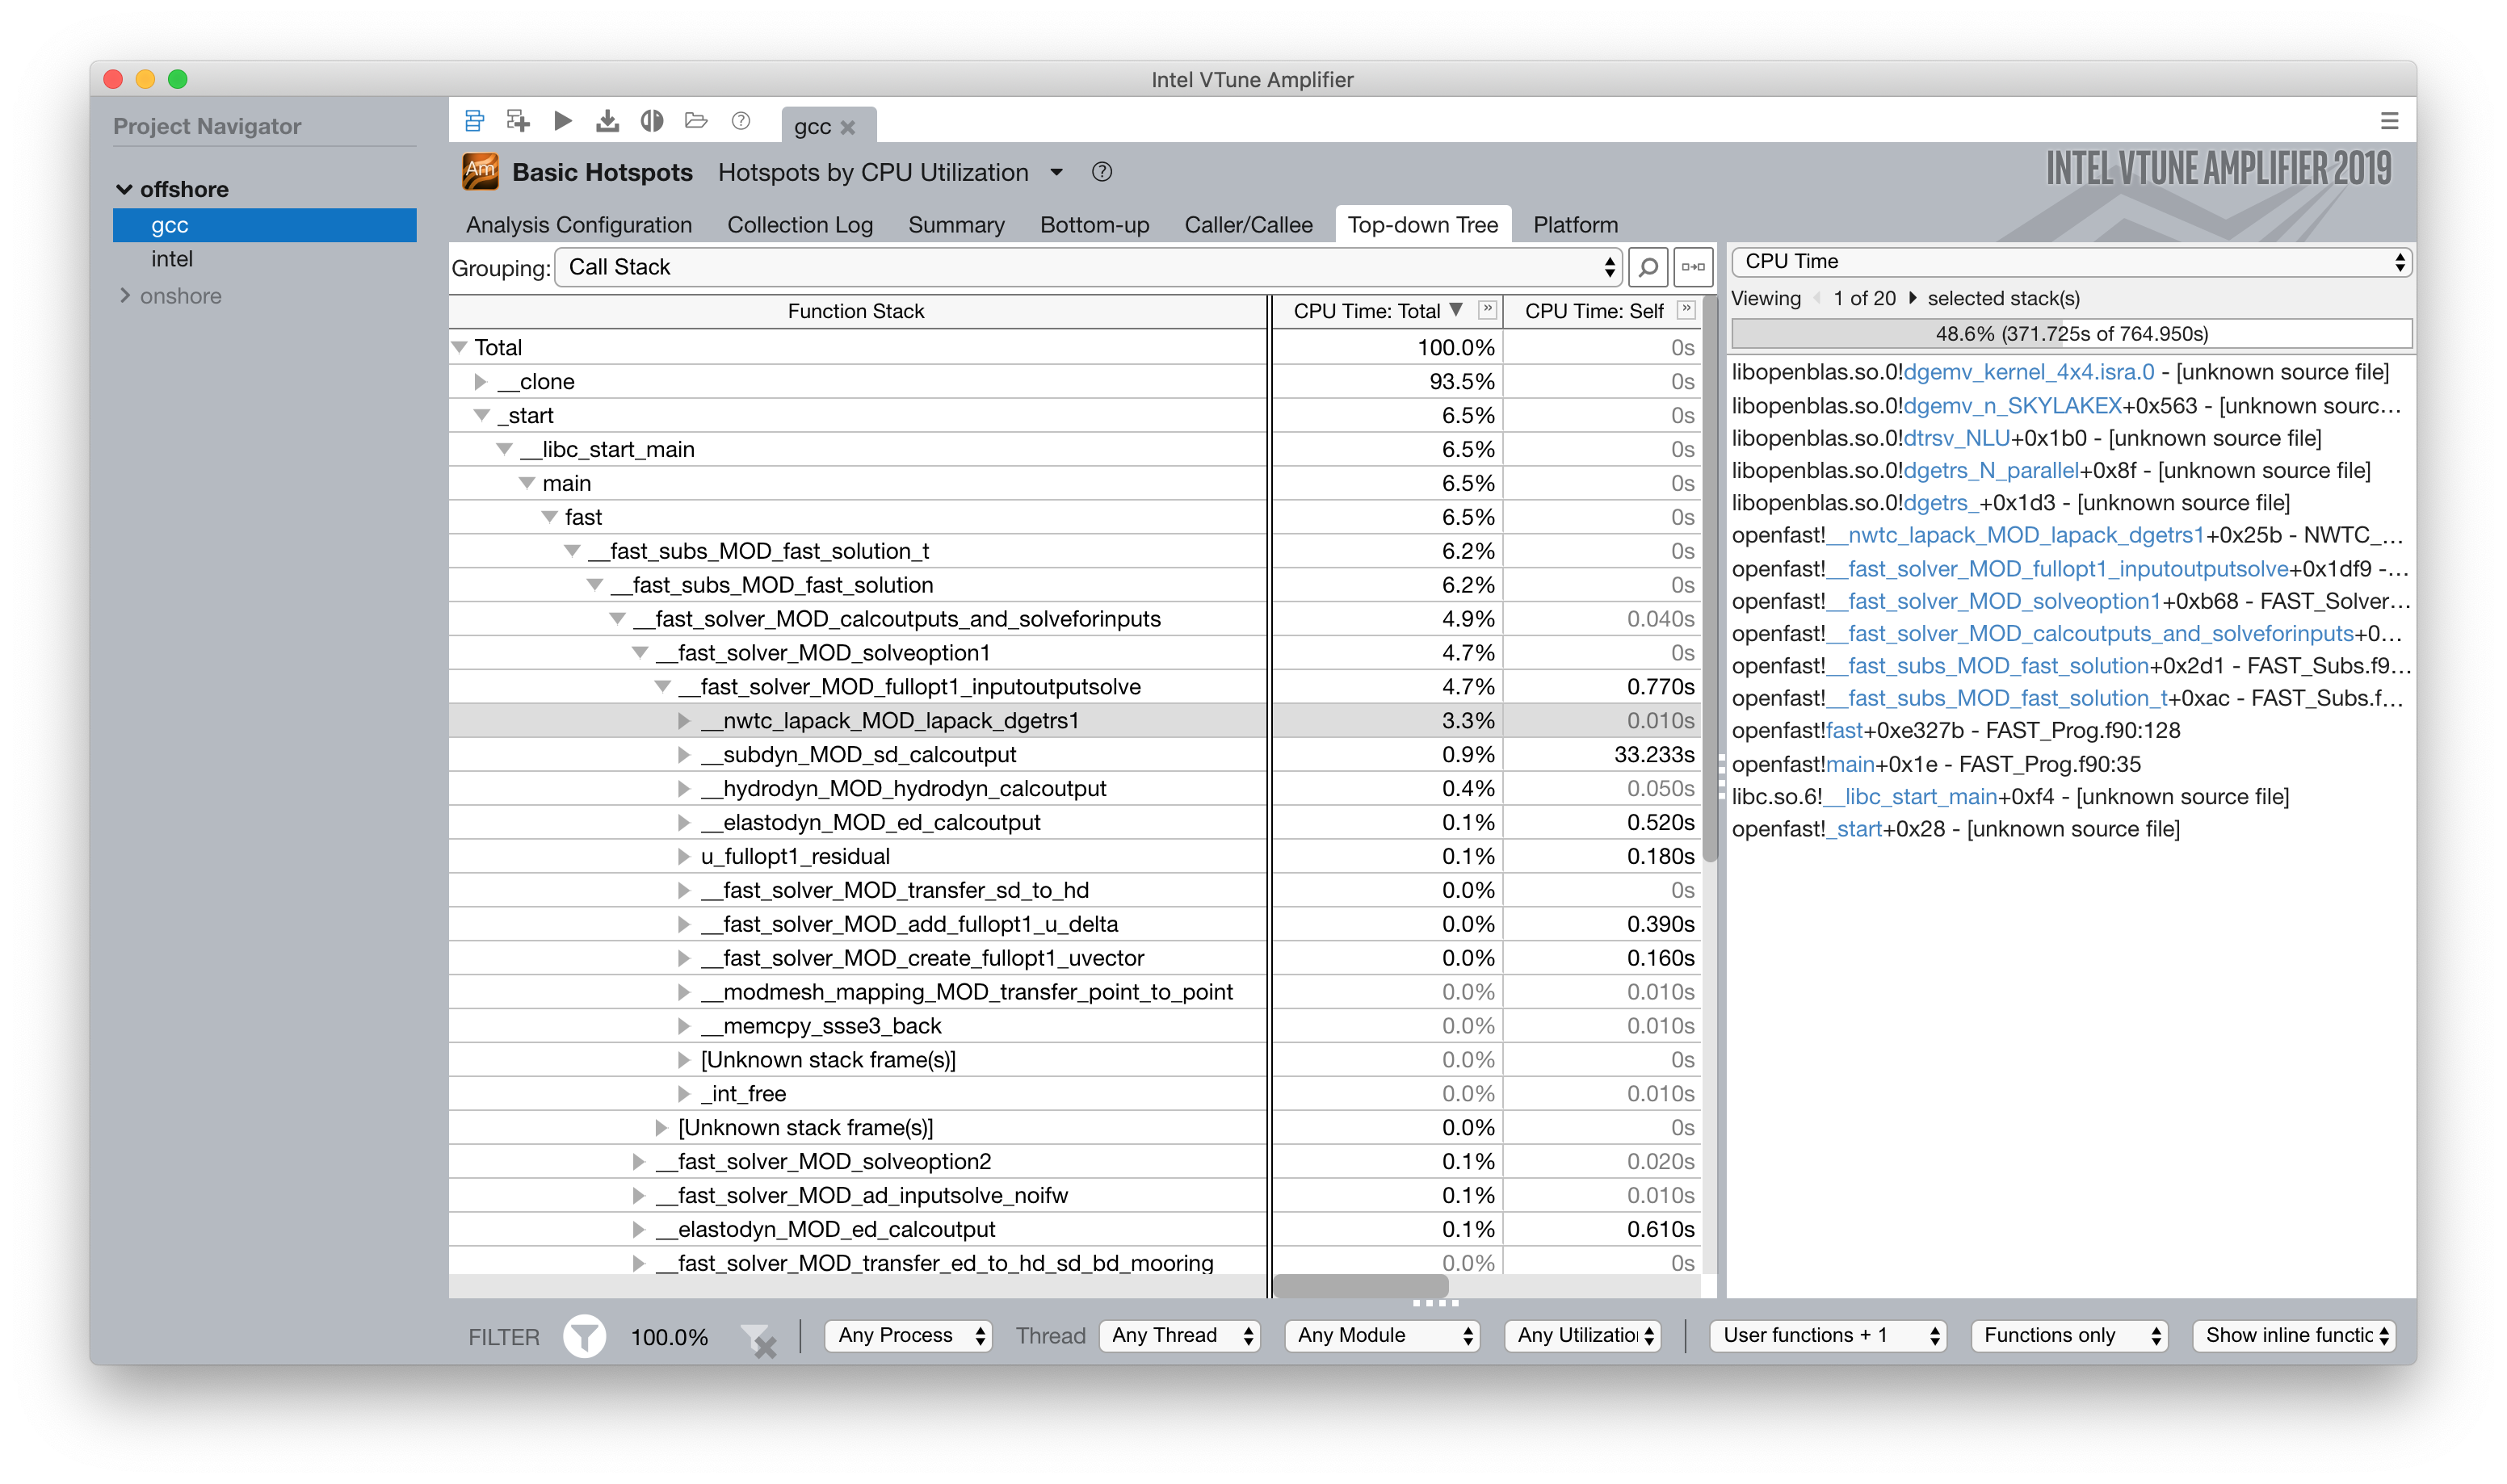 Intel VTune Amplifier
Project Navigator
offshore
gcc
intel
onshore
gcc
Am Basic Hotspots Hotspots by CPU Utilization
INTEL VTUNE AMPLIFIER 2019
Analysis Configuration Collection Log Summary Bottom-up Caller/Callee Top-down Tree Platform
Grouping: Call Stack
Function Stack CPU Time: Total CPU Time: Self
Total 100.0% 0s
__clone 93.5% 0s
_start 6.5% 0s
__libc_start_main 6.5% 0s
main 6.5% 0s
fast 6.5% 0s
__fast_subs_MOD_fast_solution_t 6.2% 0s
__fast_subs_MOD_fast_solution 6.2% 0s
__fast_solver_MOD_calcoutputs_and_solveforinputs 4.9% 0.040s
__fast_solver_MOD_solveoption1 4.7% 0s
__fast_solver_MOD_fullopt1_inputoutputsolve 4.7% 0.770s
__nwtc_lapack_MOD_lapack_dgetrs1 3.3% 0.010s
__subdyn_MOD_sd_calcoutput 0.9% 33.233s
__hydrodyn_MOD_hydrodyn_calcoutput 0.4% 0.050s
__elastodyn_MOD_ed_calcoutput 0.1% 0.520s
u_fullopt1_residual 0.1% 0.180s
__fast_solver_MOD_transfer_sd_to_hd 0.0% 0s
__fast_solver_MOD_add_fullopt1_u_delta 0.0% 0.390s
__fast_solver_MOD_create_fullopt1_uvector 0.0% 0.160s
__modmesh_mapping_MOD_transfer_point_to_point 0.0% 0.010s
__memcpy_ssse3_back 0.0% 0.010s
[Unknown stack frame(s)] 0.0% 0s
_int_free 0.0% 0.010s
[Unknown stack frame(s)] 0.0% 0s
__fast_solver_MOD_solveoption2 0.1% 0.020s
__fast_solver_MOD_ad_inputsolve_noifw 0.1% 0.010s
__elastodyn_MOD_ed_calcoutput 0.1% 0.610s
__fast_solver_MOD_transfer_ed_to_hd_sd_bd_mooring 0.0% 0s
CPU Time
Viewing 1 of 20 selected stack(s)
48.6% (371.725s of 764.950s)
libopenblas.so.0!dgemv_kernel_4x4.isra.0 - [unknown source file]
libopenblas.so.0!dgemv_n_SKYLAKEX+0x563 - [unknown sourc...
libopenblas.so.0!dtrsv_NLU+0x1b0 - [unknown source file]
libopenblas.so.0!dgetrs_N_parallel+0x8f - [unknown source file]
libopenblas.so.0!dgetrs_+0x1d3 - [unknown source file]
openfast!__nwtc_lapack_MOD_lapack_dgetrs1+0x25b - NWTC_...
openfast!__fast_solver_MOD_fullopt1_inputoutputsolve+0x1df9 -...
openfast!__fast_solver_MOD_solveoption1+0xb68 - FAST_Solver...
openfast!__fast_solver_MOD_calcoutputs_and_solveforinputs+0...
openfast!__fast_subs_MOD_fast_solution+0x2d1 - FAST_Subs.f9...
openfast!__fast_subs_MOD_fast_solution_t+0xac - FAST_Subs.f...
openfast!fast+0xe327b - FAST_Prog.f90:128
openfast!main+0x1e - FAST_Prog.f90:35
libc.so.6!__libc_start_main+0xf4 - [unknown source file]
openfast!_start+0x28 - [unknown source file]
FILTER 100.0% Any Process Thread Any Thread Any Module Any Utilizatio User functions + 1 Functions only Show inline functic